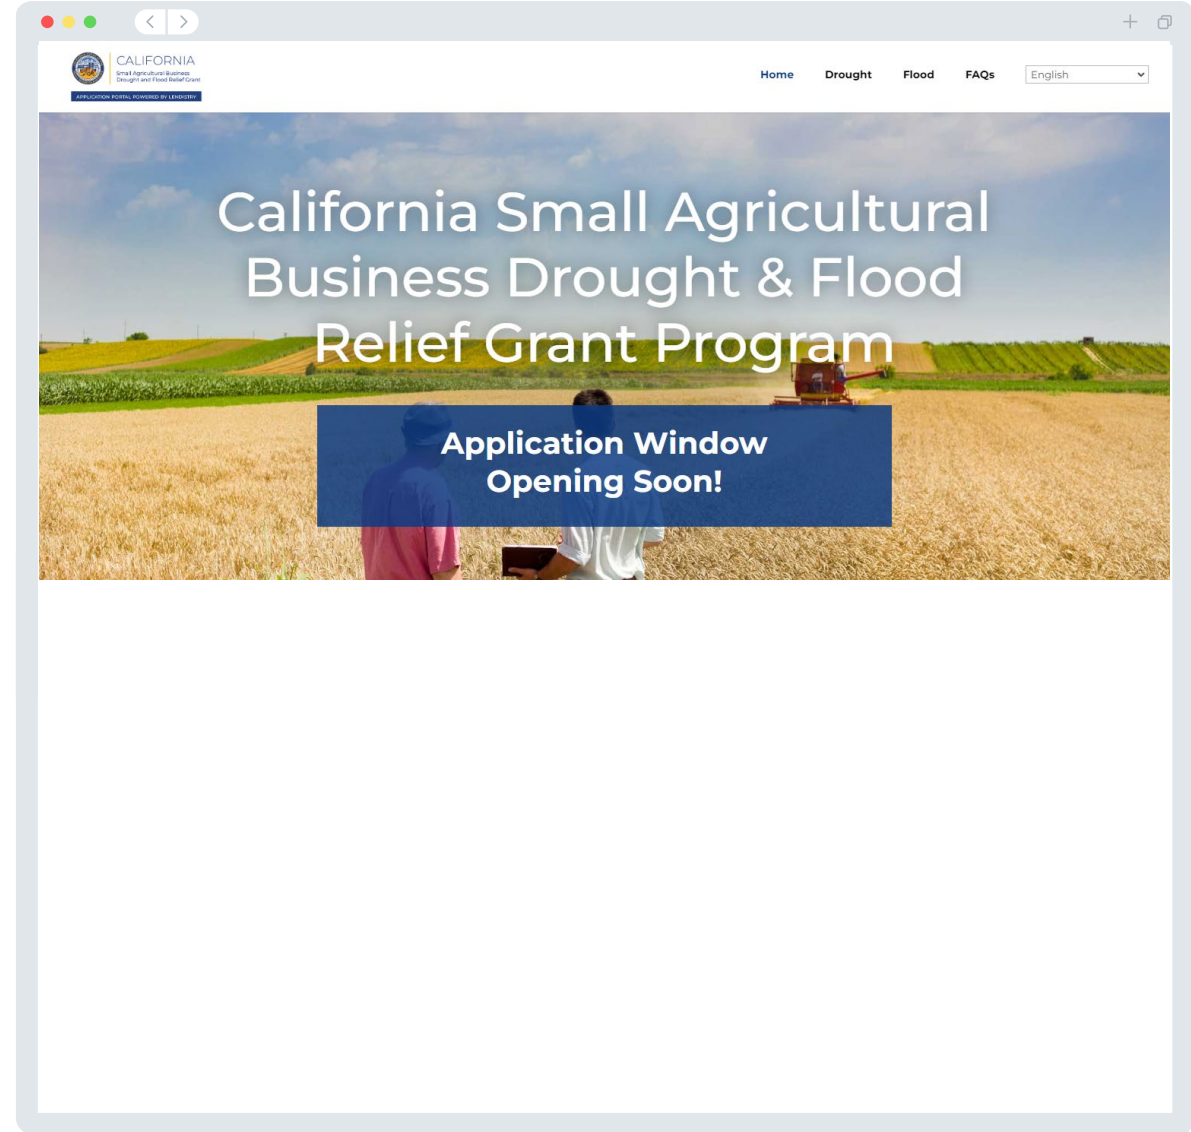 CALIFORNIA
Small Agricultural Business
Drought and Flood Relief Grant
APPLICATION PORTAL POWERED BY LENDISTRY
Home Drought Flood FAQs English
California Small Agricultural
Business Drought & Flood
Relief Grant Program
Application Window
Opening Soon!